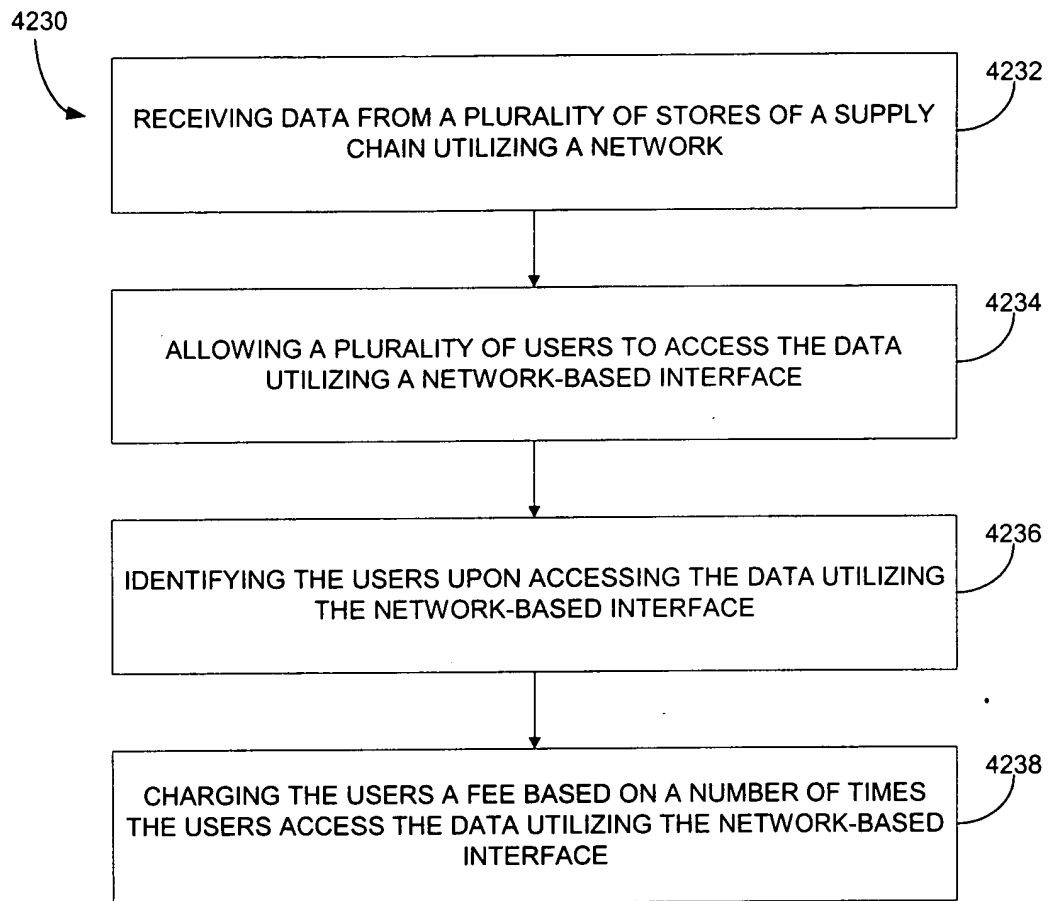 4230
4232
RECEIVING DATA FROM A PLURALITY OF STORES OF A SUPPLY
CHAIN UTILIZING A NETWORK
4234
ALLOWING A PLURALITY OF USERS TO ACCESS THE DATA
UTILIZING A NETWORK-BASED INTERFACE
4236
IDENTIFYING THE USERS UPON ACCESSING THE DATA UTILIZING
THE NETWORK-BASED INTERFACE
4238
CHARGING THE USERS A FEE BASED ON A NUMBER OF TIMES
THE USERS ACCESS THE DATA UTILIZING THE NETWORK-BASED
INTERFACE